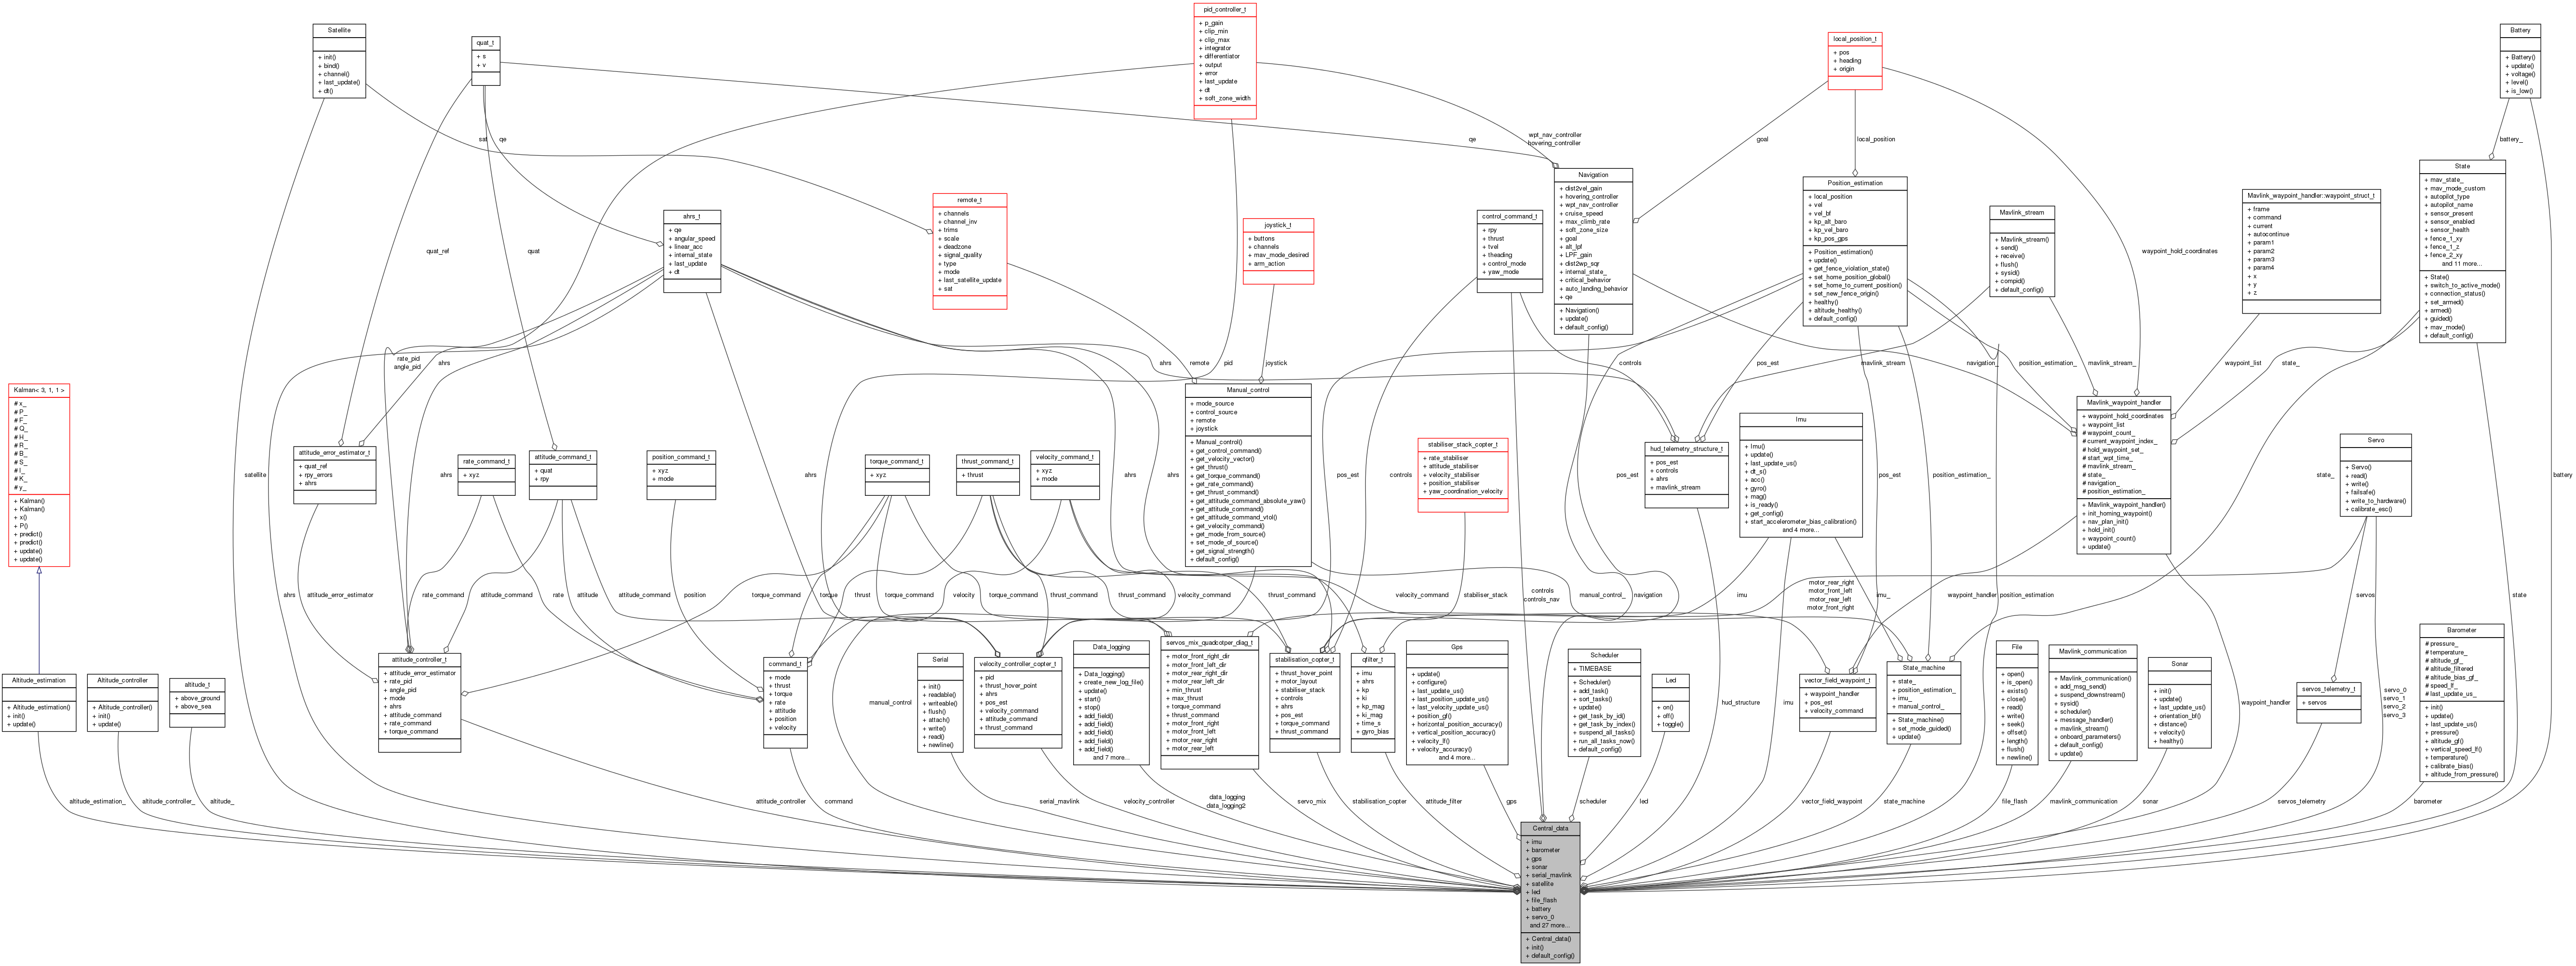 Satellite
+ init()
+ bind()
+ channel()
+ last_update()
+ dt()
quat_t
+ s
+ v
pid_controller_t
+ p_gain
+ clip_min
+ clip_max
+ integrator
+ differentiator
+ output
+ error
+ last_update
+ dt
+ soft_zone_width
local_position_t
+ pos
+ heading
+ origin
Battery
+ Battery()
+ update()
+ voltage()
+ level()
+ is_low()
sat
qe
qe
wpt_nav_controller
hovering_controller
goal
local_position
battery_
ahrs_t
+ qe
+ angular_speed
+ linear_acc
+ internal_state
+ last_update
+ dt
remote_t
+ channels
+ channel_inv
+ trims
+ scale
+ deadzone
+ signal_quality
+ type
+ mode
+ last_satellite_update
+ sat
joystick_t
+ buttons
+ channels
+ mav_mode_desired
+ arm_action
control_command_t
+ rpy
+ thrust
+ tvel
+ theading
+ control_mode
+ yaw_mode
Navigation
+ dist2vel_gain
+ hovering_controller
+ wpt_nav_controller
+ cruise_speed
+ max_climb_rate
+ soft_zone_size
+ goal
+ alt_lpf
+ LPF_gain
+ dist2wp_sqr
+ internal_state_
+ critical_behavior
+ auto_landing_behavior
+ qe
+ Navigation()
+ update()
+ default_config()
Position_estimation
+ local_position
+ vel
+ vel_bf
+ kp_alt_baro
+ kp_vel_baro
+ kp_pos_gps
+ Position_estimation()
+ update()
+ get_fence_violation_state()
+ set_home_position_global()
+ set_home_to_current_position()
+ set_new_fence_origin()
+ healthy()
+ altitude_healthy()
+ default_config()
Mavlink_stream
+ Mavlink_stream()
+ send()
+ receive()
+ flush()
+ sysid()
+ compid()
+ default_config()
Mavlink_waypoint_handler::waypoint_struct_t
+ frame
+ command
+ current
+ autocontinue
+ param1
+ param2
+ param3
+ param4
+ x
+ y
+ z
State
+ mav_state_
+ mav_mode_custom
+ autopilot_type
+ autopilot_name
+ sensor_present
+ sensor_enabled
+ sensor_health
+ fence_1_xy
+ fence_1_z
+ fence_2_xy
and 11 more...
+ State()
+ switch_to_active_mode()
+ connection_status()
+ set_armed()
+ armed()
+ guided()
+ mav_mode()
+ default_config()
quat_ref
quat
waypoint_hold_coordinates
rate_pid
angle_pid
ahrs
ahrs
remote
pid
joystick
controls
pos_est
mavlink_stream
navigation_
position_estimation_
mavlink_stream_
waypoint_list
state_
Kalman< 3, 1, 1 >
# x_
# P_
# F_
# Q_
# H_
# R_
# B_
# S_
# I_
# K_
# y_
+ Kalman()
+ Kalman()
+ x()
+ P()
+ predict()
+ predict()
+ update()
+ update()
satellite
attitude_error_estimator_t
+ quat_ref
+ rpy_errors
+ ahrs
ahrs
rate_command_t
+ xyz
attitude_command_t
+ quat
+ rpy
position_command_t
+ xyz
+ mode
ahrs
torque_command_t
+ xyz
thrust_command_t
+ thrust
velocity_command_t
+ xyz
+ mode
ahrs
ahrs
Manual_control
+ mode_source
+ control_source
+ remote
+ joystick
+ Manual_control()
+ get_control_command()
+ get_velocity_vector()
+ get_thrust()
+ get_torque_command()
+ get_rate_command()
+ get_thrust_command()
+ get_attitude_command_absolute_yaw()
+ get_attitude_command()
+ get_attitude_command_vtol()
+ get_velocity_command()
+ get_mode_from_source()
+ set_mode_of_source()
+ get_signal_strength()
+ default_config()
pos_est
controls
stabiliser_stack_copter_t
+ rate_stabiliser
+ attitude_stabiliser
+ velocity_stabiliser
+ position_stabiliser
+ yaw_coordination_velocity
pos_est
hud_telemetry_structure_t
+ pos_est
+ controls
+ ahrs
+ mavlink_stream
Imu
+ Imu()
+ update()
+ last_update_us()
+ dt_s()
+ acc()
+ gyro()
+ mag()
+ is_ready()
+ get_config()
+ start_accelerometer_bias_calibration()
and 4 more...
pos_est
position_estimation_
Mavlink_waypoint_handler
+ waypoint_hold_coordinates
+ waypoint_list
# waypoint_count_
# current_waypoint_index_
# hold_waypoint_set_
# start_wpt_time_
# mavlink_stream_
# state_
# navigation_
# position_estimation_
+ Mavlink_waypoint_handler()
+ init_homing_waypoint()
+ nav_plan_init()
+ hold_init()
+ waypoint_count()
+ update()
state_
Servo
+ Servo()
+ read()
+ write()
+ failsafe()
+ write_to_hardware()
+ calibrate_esc()
battery
ahrs
attitude_error_estimator
rate_command
attitude_command
rate
attitude
attitude_command
position
torque_command
torque
thrust
torque_command
velocity
torque_command
thrust_command
thrust_command
velocity_command
thrust_command
velocity_command
stabiliser_stack
controls
controls_nav
manual_control_
navigation
imu
motor_rear_right
motor_front_left
motor_rear_left
motor_front_right
imu_
waypoint_handler
position_estimation
servos
state
Altitude_estimation
+ Altitude_estimation()
+ init()
+ update()
Altitude_controller
+ Altitude_controller()
+ init()
+ update()
altitude_t
+ above_ground
+ above_sea
attitude_controller_t
+ attitude_error_estimator
+ rate_pid
+ angle_pid
+ mode
+ ahrs
+ attitude_command
+ rate_command
+ torque_command
command_t
+ mode
+ thrust
+ torque
+ rate
+ attitude
+ position
+ velocity
manual_control
Serial
+ init()
+ readable()
+ writeable()
+ flush()
+ attach()
+ write()
+ read()
+ newline()
velocity_controller_copter_t
+ pid
+ thrust_hover_point
+ ahrs
+ pos_est
+ velocity_command
+ attitude_command
+ thrust_command
Data_logging
+ Data_logging()
+ create_new_log_file()
+ update()
+ start()
+ stop()
+ add_field()
+ add_field()
+ add_field()
+ add_field()
+ add_field()
and 7 more...
servos_mix_quadcotper_diag_t
+ motor_front_right_dir
+ motor_front_left_dir
+ motor_rear_right_dir
+ motor_rear_left_dir
+ min_thrust
+ max_thrust
+ torque_command
+ thrust_command
+ motor_front_right
+ motor_front_left
+ motor_rear_right
+ motor_rear_left
stabilisation_copter_t
+ thrust_hover_point
+ motor_layout
+ stabiliser_stack
+ controls
+ ahrs
+ pos_est
+ torque_command
+ thrust_command
qfilter_t
+ imu
+ ahrs
+ kp
+ ki
+ kp_mag
+ ki_mag
+ time_s
+ gyro_bias
Gps
+ update()
+ configure()
+ last_update_us()
+ last_position_update_us()
+ last_velocity_update_us()
+ position_gf()
+ horizontal_position_accuracy()
+ vertical_position_accuracy()
+ velocity_lf()
+ velocity_accuracy()
and 4 more...
Scheduler
+ TIMEBASE
+ Scheduler()
+ add_task()
+ sort_tasks()
+ update()
+ get_task_by_id()
+ get_task_by_index()
+ suspend_all_tasks()
+ run_all_tasks_now()
+ default_config()
Led
+ on()
+ off()
+ toggle()
hud_structure
imu
vector_field_waypoint_t
+ waypoint_handler
+ pos_est
+ velocity_command
State_machine
+ state_
+ position_estimation_
+ imu_
+ manual_control_
+ State_machine()
+ set_mode_guided()
+ update()
File
+ open()
+ is_open()
+ exists()
+ close()
+ read()
+ write()
+ seek()
+ offset()
+ length()
+ flush()
+ newline()
Mavlink_communication
+ Mavlink_communication()
+ add_msg_send()
+ suspend_downstream()
+ sysid()
+ scheduler()
+ message_handler()
+ mavlink_stream()
+ onboard_parameters()
+ default_config()
+ update()
Sonar
+ init()
+ update()
+ last_update_us()
+ orientation_bf()
+ distance()
+ velocity()
+ healthy()
waypoint_handler
servos_telemetry_t
+ servos
servo_0
servo_1
servo_2
servo_3
Barometer
# pressure_
# temperature_
# altitude_gf_
# altitude_filtered
# altitude_bias_gf_
# speed_lf_
# last_update_us_
+ init()
+ update()
+ last_update_us()
+ pressure()
+ altitude_gf()
+ vertical_speed_lf()
+ temperature()
+ calibrate_bias()
+ altitude_from_pressure()
altitude_estimation_
altitude_controller_
altitude_
attitude_controller
command
serial_mavlink
velocity_controller
data_logging
data_logging2
servo_mix
stabilisation_copter
attitude_filter
gps
scheduler
led
vector_field_waypoint
state_machine
file_flash
mavlink_communication
sonar
servos_telemetry
barometer
Central_data
+ imu
+ barometer
+ gps
+ sonar
+ serial_mavlink
+ satellite
+ led
+ file_flash
+ battery
+ servo_0
and 27 more...
+ Central_data()
+ init()
+ default_config()